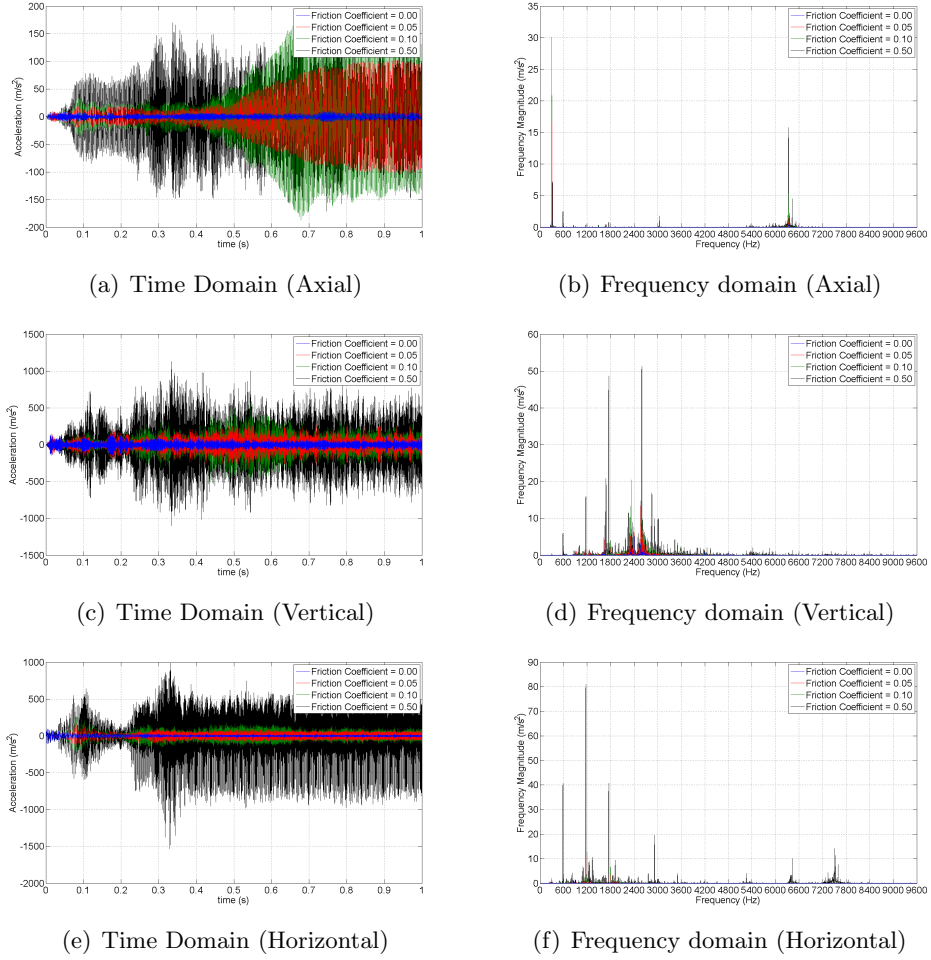 200
150
100
50
0
-50
-100
-150
-200
Acceleration (m/s²)
0 0.1 0.2 0.3 0.4 0.5 0.6 0.7 0.8 0.9 1
time (s)
Friction Coefficient = 0.00
Friction Coefficient = 0.05
Friction Coefficient = 0.10
Friction Coefficient = 0.50
35
30
25
20
15
10
5
0
Frequency Magnitude (m/s²)
0 600 1200 1800 2400 3000 3600 4200 4800 5400 6000 6600 7200 7800 8400 9000 9600
Frequency (Hz)
Friction Coefficient = 0.00
Friction Coefficient = 0.05
Friction Coefficient = 0.10
Friction Coefficient = 0.50
(a) Time Domain (Axial)
(b) Frequency domain (Axial)
1500
1000
500
0
-500
-1000
-1500
Acceleration (m/s²)
0 0.1 0.2 0.3 0.4 0.5 0.6 0.7 0.8 0.9 1
time (s)
Friction Coefficient = 0.00
Friction Coefficient = 0.05
Friction Coefficient = 0.10
Friction Coefficient = 0.50
60
50
40
30
20
10
0
Frequency Magnitude (m/s²)
0 600 1200 1800 2400 3000 3600 4200 4800 5400 6000 6600 7200 7800 8400 9000 9600
Frequency (Hz)
Friction Coefficient = 0.00
Friction Coefficient = 0.05
Friction Coefficient = 0.10
Friction Coefficient = 0.50
(c) Time Domain (Vertical)
(d) Frequency domain (Vertical)
1000
500
0
-500
-1000
-1500
-2000
Acceleration (m/s²)
0 0.1 0.2 0.3 0.4 0.5 0.6 0.7 0.8 0.9 1
time (s)
Friction Coefficient = 0.00
Friction Coefficient = 0.05
Friction Coefficient = 0.10
Friction Coefficient = 0.50
90
80
70
60
50
40
30
20
10
0
Frequency Magnitude (m/s²)
0 600 1200 1800 2400 3000 3600 4200 4800 5400 6000 6600 7200 7800 8400 9000 9600
Frequency (Hz)
Friction Coefficient = 0.00
Friction Coefficient = 0.05
Friction Coefficient = 0.10
Friction Coefficient = 0.50
(e) Time Domain (Horizontal)
(f) Frequency domain (Horizontal)